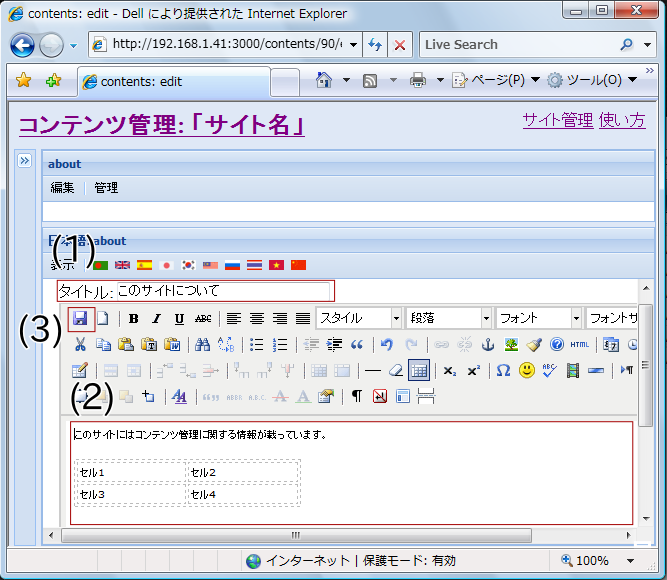 contents: edit - Dell により提供された Internet Explorer
http://192.168.1.41:3000/contents/90/
Live Search
contents: edit
ページ(P)
ツール(O)
コンテンツ管理: 「サイト名」
サイト管理 使い方
about
編集 管理
(1)
about
表示
タイトル: このサイトについて
(3)
B I U ABC スタイル 段落 フォント フォントサ
HTML
(2)
このサイトにはコンテンツ管理に関する情報が載っています。
セル1 セル2
セル3 セル4
インターネット | 保護モード: 有効
100%